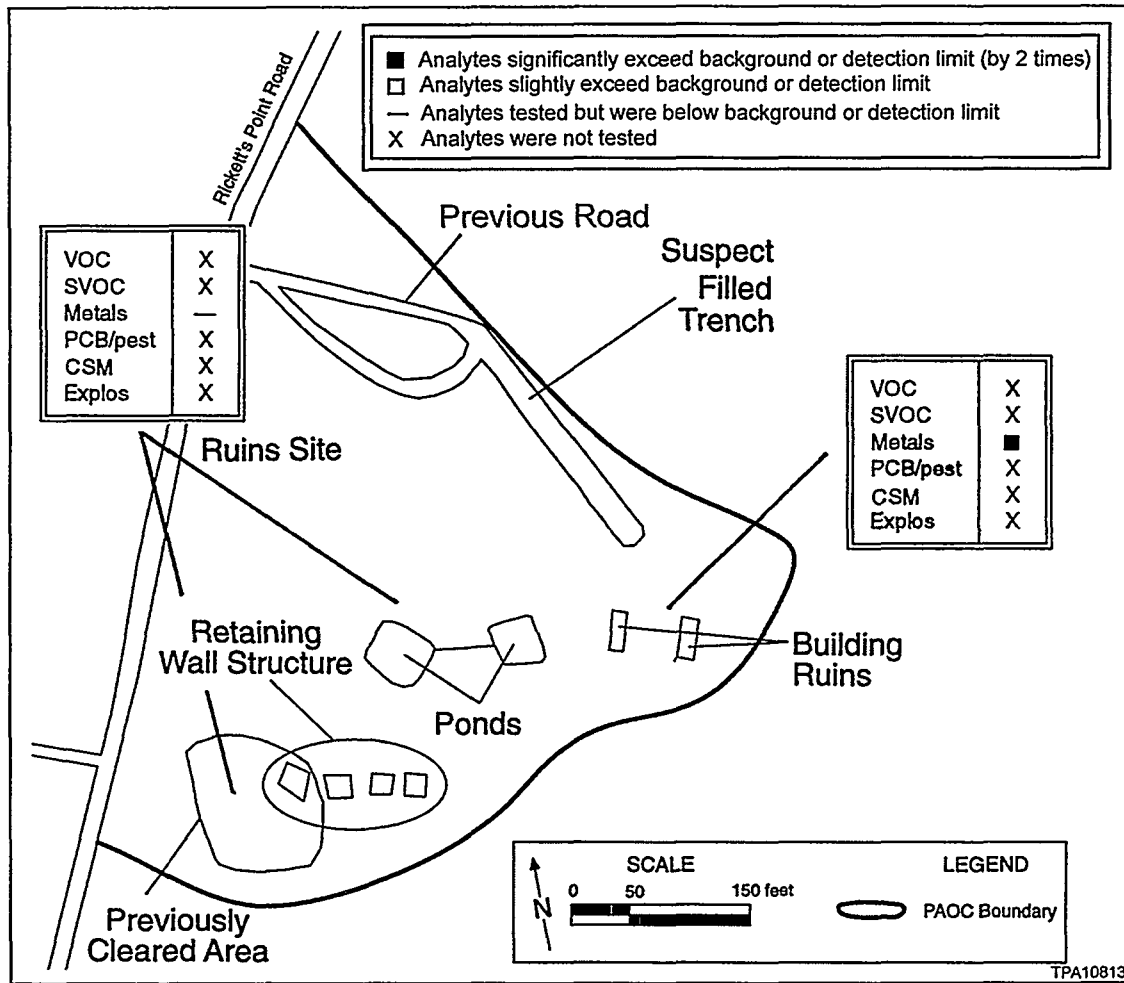 ■ Analytes significantly exceed background or detection limit (by 2 times)
□ Analytes slightly exceed background or detection limit
— Analytes tested but were below background or detection limit
X Analytes were not tested
Rickett's Point Road
Previous Road
Suspect
Filled
Trench
VOC X
SVOC X
Metals —
PCB/pest X
CSM X
Explos X
Ruins Site
VOC X
SVOC X
Metals ■
PCB/pest X
CSM X
Explos X
Retaining
Wall Structure
Ponds
Building
Ruins
Previously
Cleared Area
N
SCALE
0 50 150 feet
LEGEND
PAOC Boundary
TPA10813